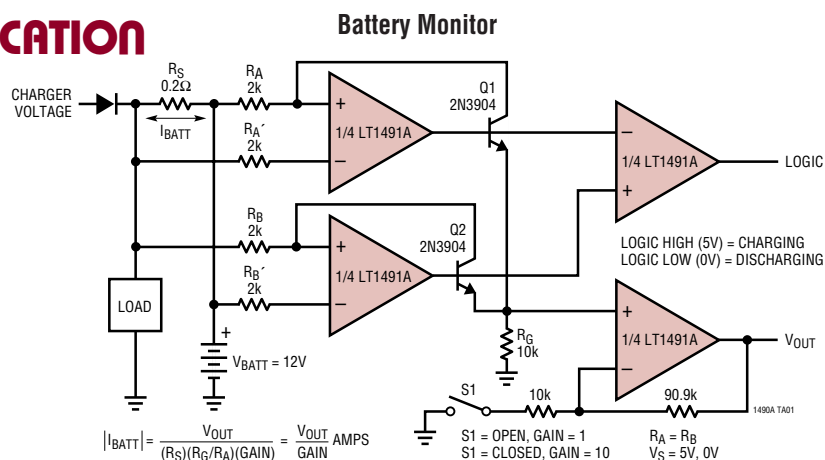 CATION
Battery Monitor
CHARGER
VOLTAGE
RS
0.2Ω
IBATT
RA
2k
RA´
2k
+
−
1/4 LT1491A
Q1
2N3904
−
+
1/4 LT1491A
LOGIC
RB
2k
RB´
2k
+
−
1/4 LT1491A
Q2
2N3904
LOGIC HIGH (5V) = CHARGING
LOGIC LOW (0V) = DISCHARGING
LOAD
+
VBATT = 12V
RG
10k
+
−
1/4 LT1491A
VOUT
S1
10k
90.9k
1490A TA01
S1 = OPEN, GAIN = 1
S1 = CLOSED, GAIN = 10
RA = RB
VS = 5V, 0V
|IBATT| = VOUT / (RS)(RG/RA)(GAIN) = VOUT / GAIN AMPS